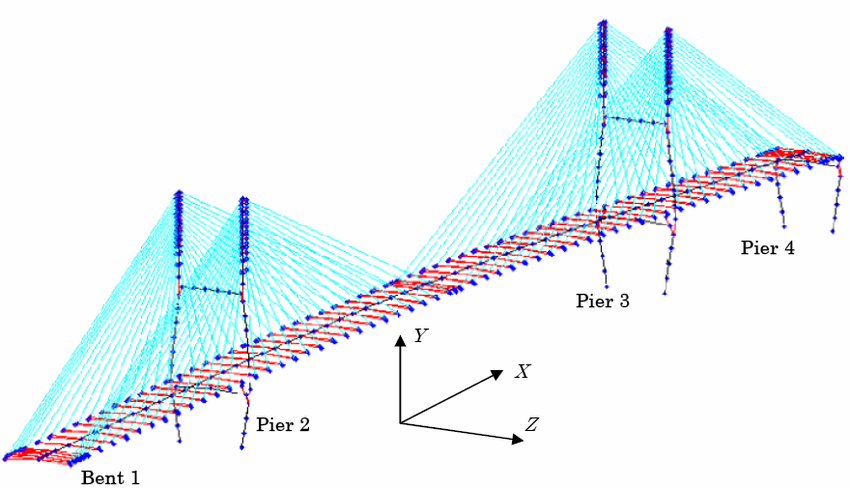 Pier 4
Pier 3
Y
X
Z
Pier 2
Bent 1